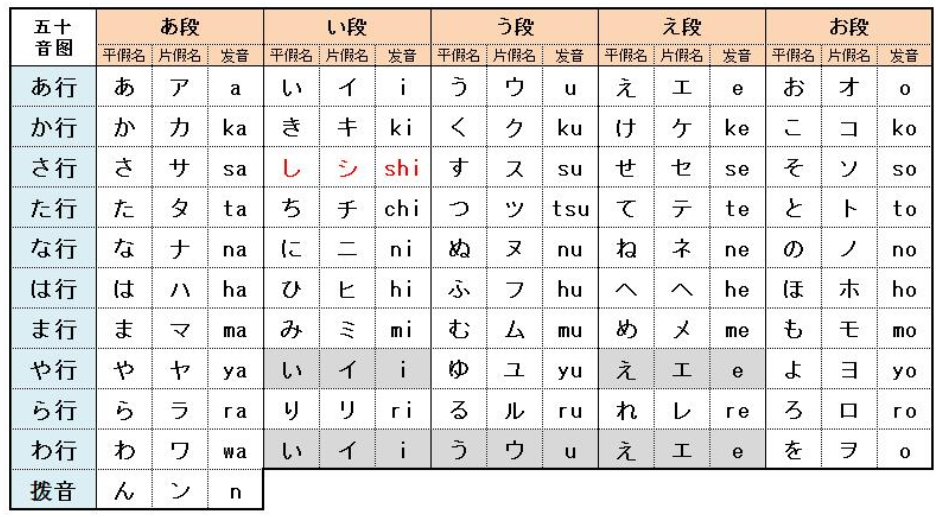 五十音图 あ段 い段 う段 え段 お段
平假名 片假名 发音 平假名 片假名 发音 平假名 片假名 发音 平假名 片假名 发音 平假名 片假名 发音
あ行 あ ア a い イ i う ウ u え エ e お オ o
か行 か カ ka き キ ki く ク ku け ケ ke こ コ ko
さ行 さ サ sa し シ shi す ス su せ セ se そ ソ so
た行 た タ ta ち チ chi つ ツ tsu て テ te と ト to
な行 な ナ na に ニ ni ぬ ヌ nu ね ネ ne の ノ no
は行 は ハ ha ひ ヒ hi ふ フ hu へ ヘ he ほ ホ ho
ま行 ま マ ma み ミ mi む ム mu め メ me も モ mo
や行 や ヤ ya い イ i ゆ ユ yu え エ e よ ヨ yo
ら行 ら ラ ra り リ ri る ル ru れ レ re ろ ロ ro
わ行 わ ワ wa い イ i う ウ u え エ e を ヲ o
拨音 ん ン n